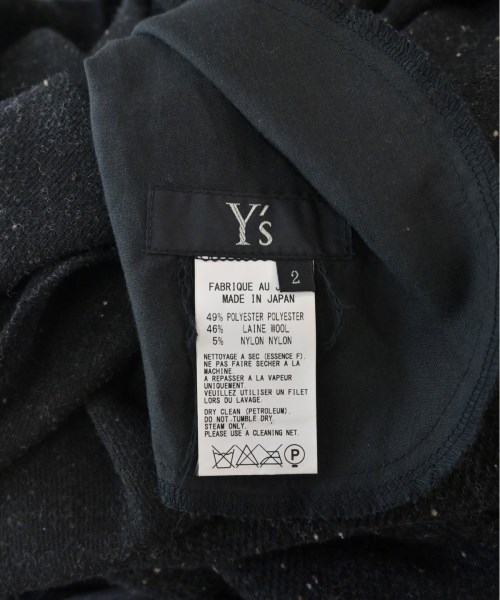 Y's
2
FABRIQUE AU J
MADE IN JAPAN
49% POLYESTER POLYESTER
46% LAINE WOOL
5% NYLON NYLON
NETTOYAGE A SEC (ESSENCE F).
NE PAS FAIRE SECHER A LA
MACHINE.
A REPASSER A LA VAPEUR
UNIQUEMENT.
VEUILLEZ UTILISER UN FILET
LORS DU LAVAGE.
DRY CLEAN (PETROLEUM).
DO NOT TUMBLE DRY.
STEAM ONLY.
PLEASE USE A CLEANING NET.
P